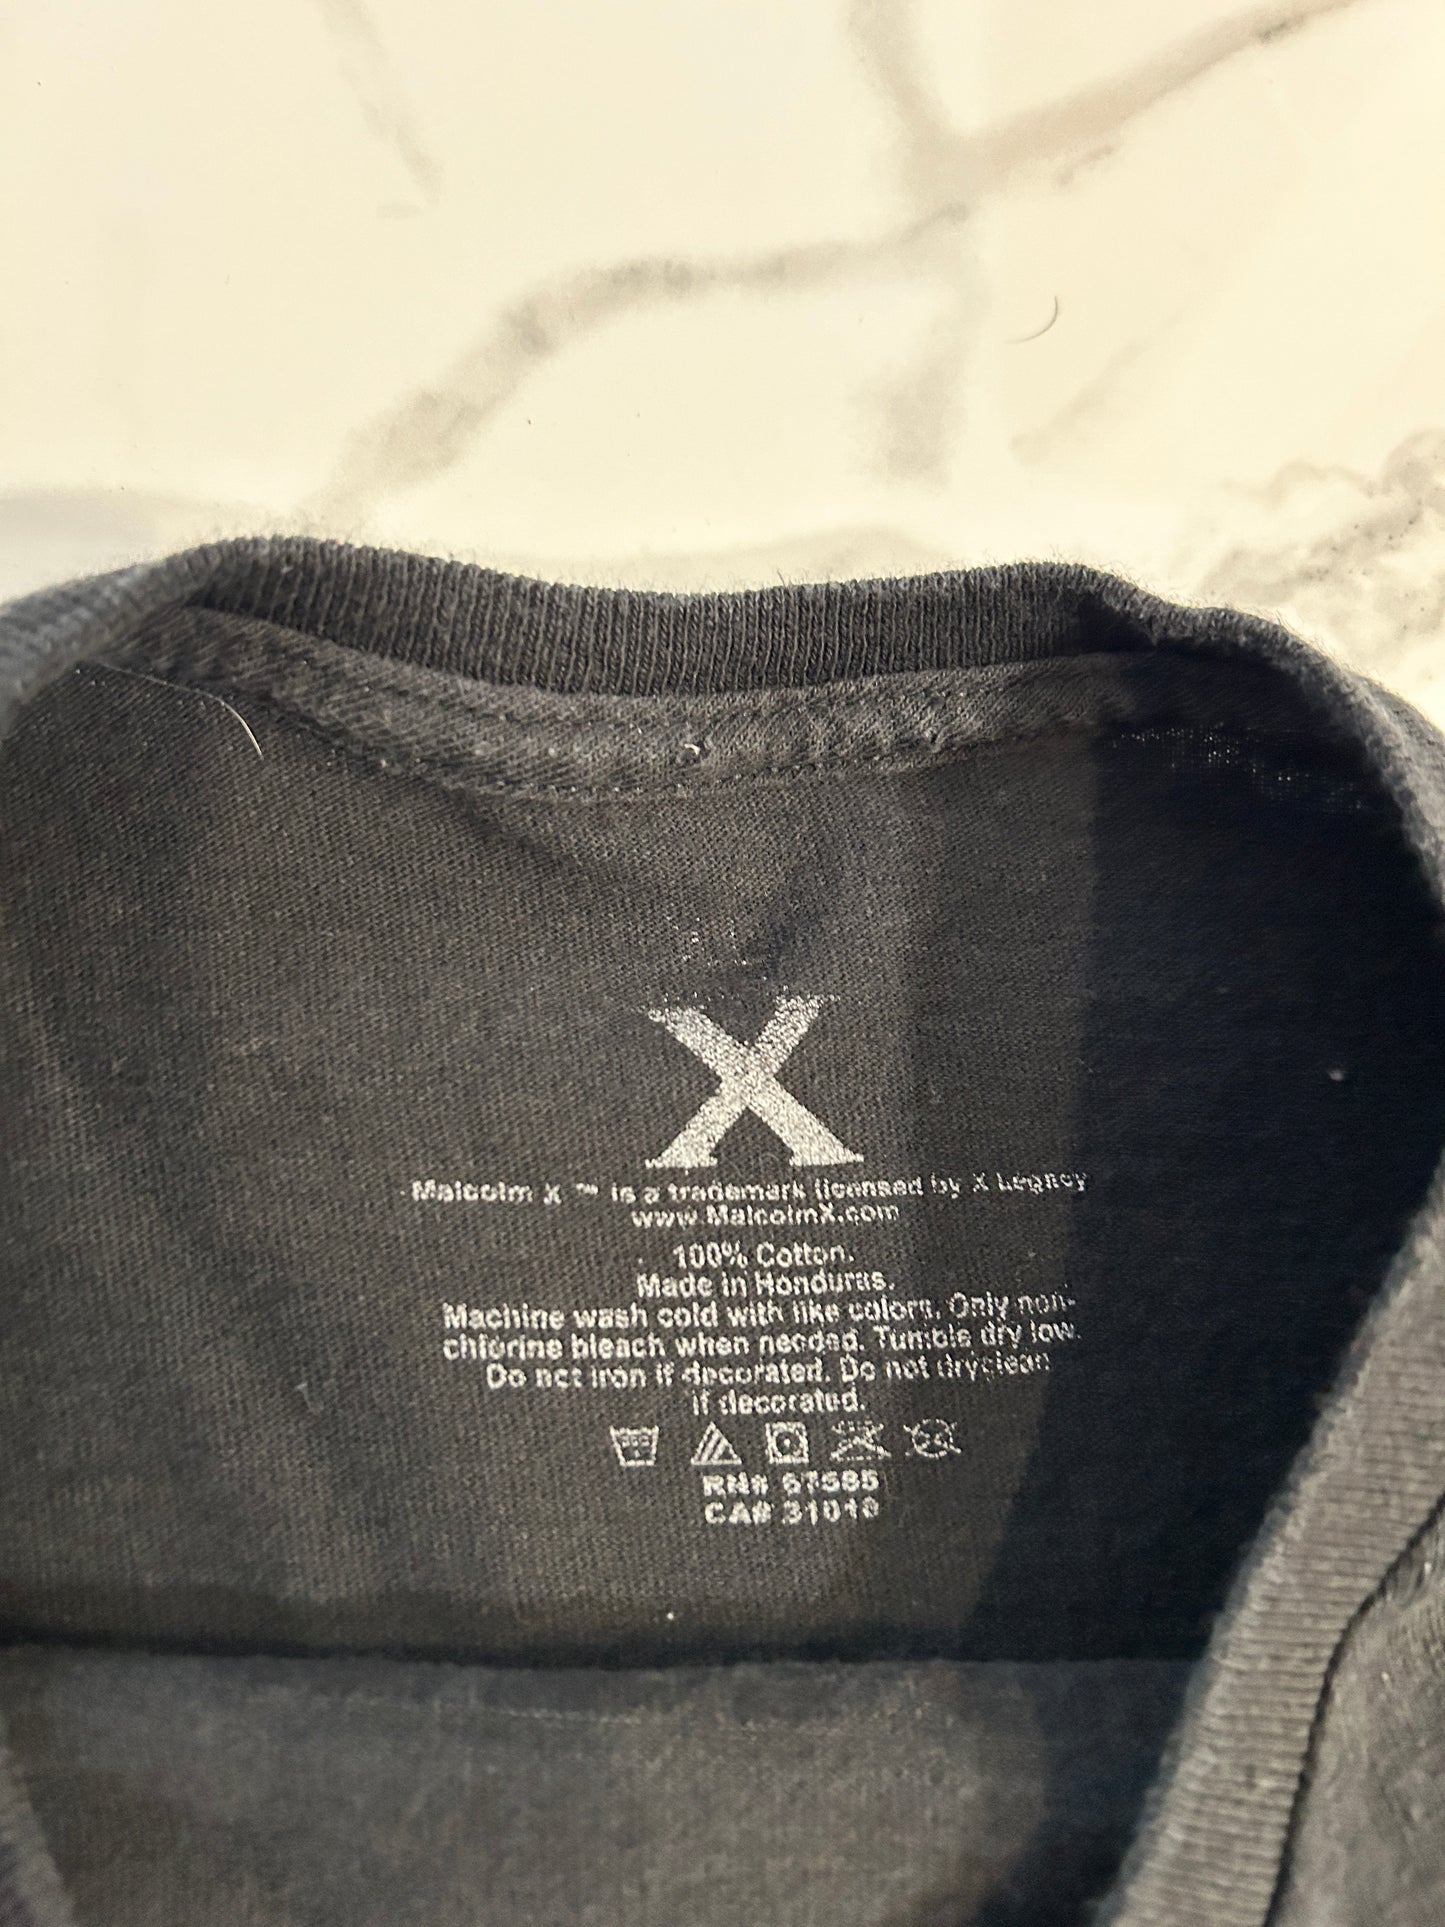 X
Malcolm X ™ is a trademark licensed by X Legacy
www.MalcolmX.com
100% Cotton.
Made in Honduras.
Machine wash cold with like colors. Only non-
chlorine bleach when needed. Tumble dry low.
Do not iron if decorated. Do not dryclean
if decorated.
RN# 67585
CA# 31018